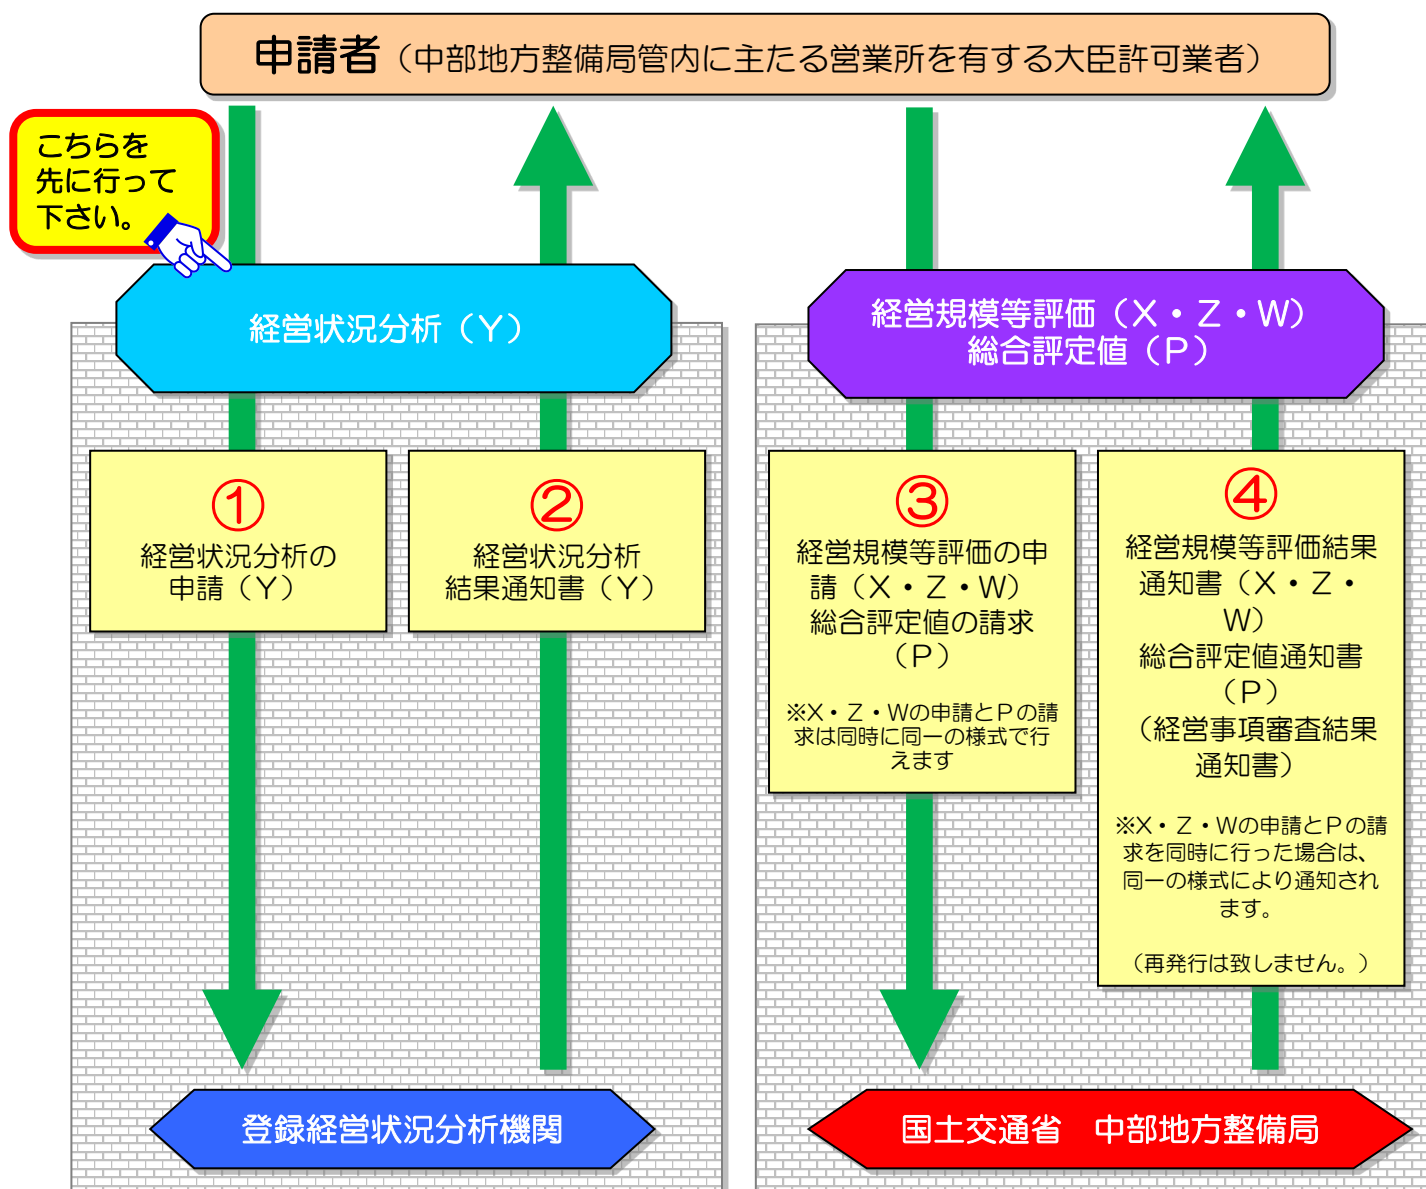 申請者（中部地方整備局管内に主たる営業所を有する大臣許可業者）
こちらを
先に行って
下さい。
経営状況分析（Ｙ）
経営規模等評価（Ｘ・Ｚ・Ｗ）
総合評定値（Ｐ）
①
経営状況分析の
申請（Ｙ）
②
経営状況分析
結果通知書（Ｙ）
③
経営規模等評価の申
請（Ｘ・Ｚ・Ｗ）
総合評定値の請求
（Ｐ）
※Ｘ・Ｚ・Ｗの申請とＰの請
求は同時に同一の様式で行
えます
④
経営規模等評価結果
通知書（Ｘ・Ｚ・
Ｗ）
総合評定値通知書
（Ｐ）
（経営事項審査結果
通知書）
※Ｘ・Ｚ・Ｗの申請とＰの請
求を同時に行った場合は、
同一の様式により通知され
ます。
（再発行は致しません。）
登録経営状況分析機関
国土交通省　中部地方整備局